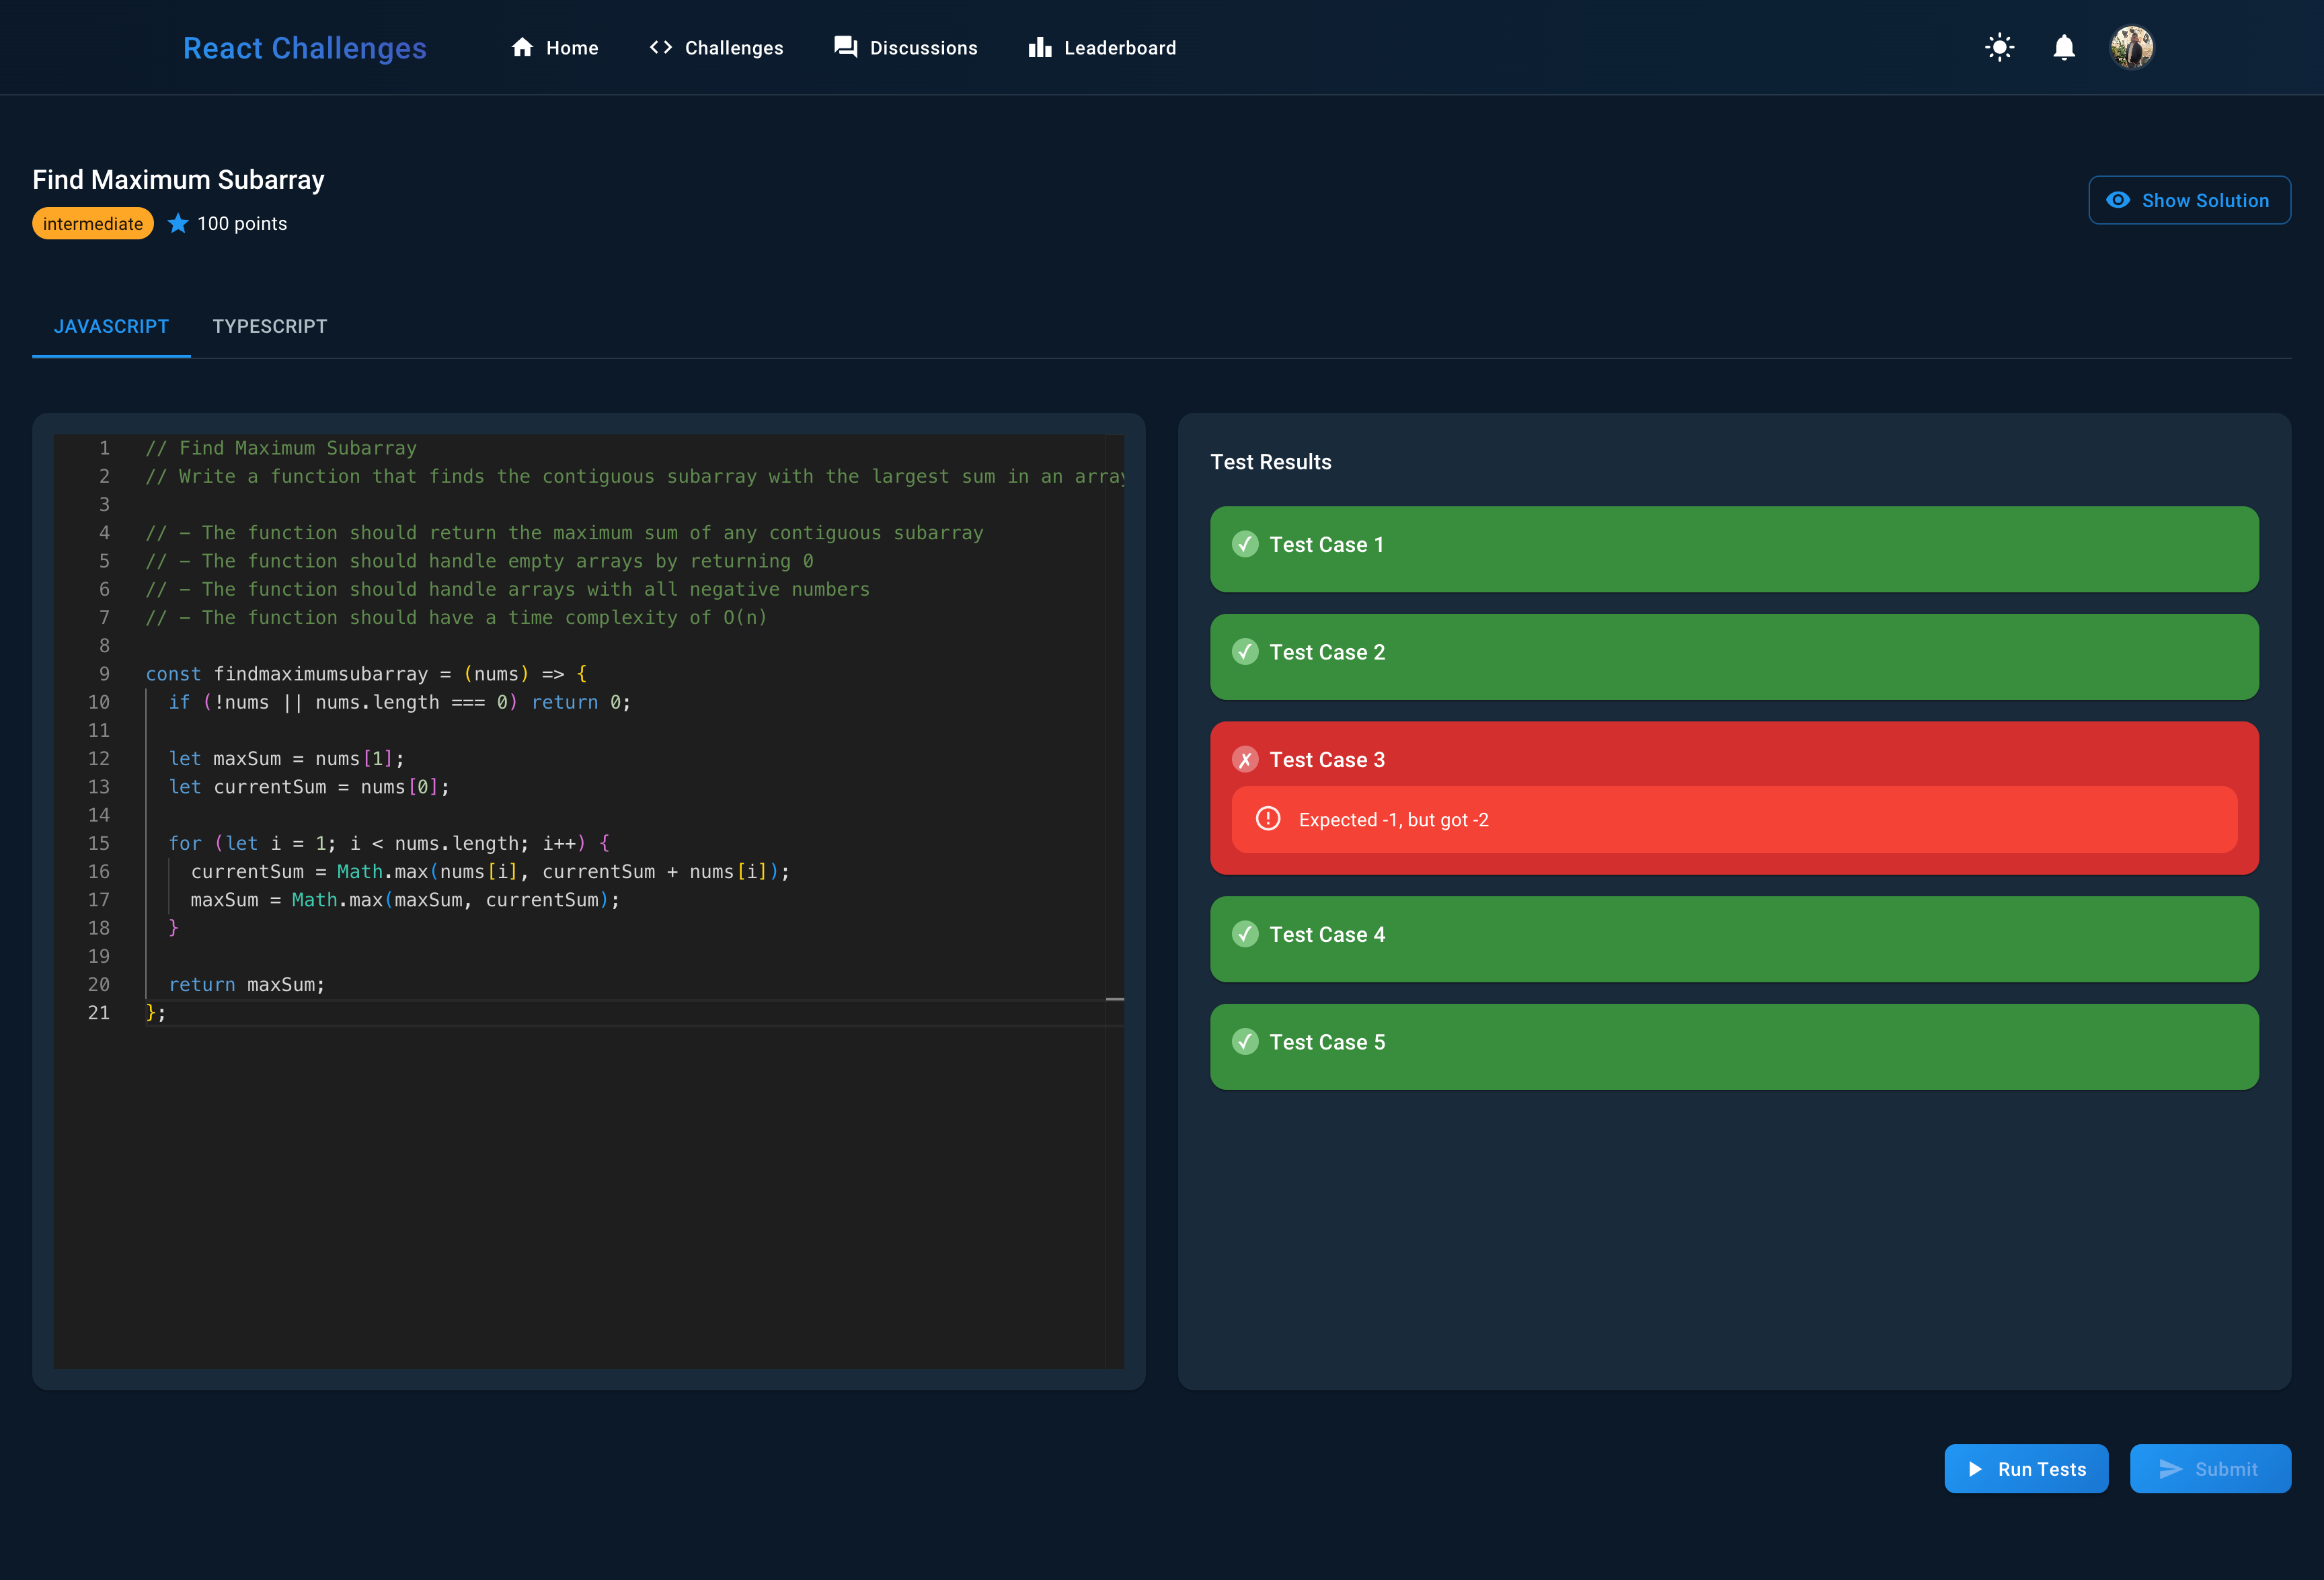 React Challenges
Home
Challenges
Discussions
Leaderboard
Find Maximum Subarray
intermediate
100 points
Show Solution
JAVASCRIPT
TYPESCRIPT
1 // Find Maximum Subarray
2 // Write a function that finds the contiguous subarray with the largest sum in an array
3
4 // - The function should return the maximum sum of any contiguous subarray
5 // - The function should handle empty arrays by returning 0
6 // - The function should handle arrays with all negative numbers
7 // - The function should have a time complexity of O(n)
8
9 const findmaximumsubarray = (nums) => {
10 if (!nums || nums.length === 0) return 0;
11
12 let maxSum = nums[1];
13 let currentSum = nums[0];
14
15 for (let i = 1; i < nums.length; i++) {
16 currentSum = Math.max(nums[i], currentSum + nums[i]);
17 maxSum = Math.max(maxSum, currentSum);
18 }
19
20 return maxSum;
21 };
Test Results
Test Case 1
Test Case 2
Test Case 3
Expected -1, but got -2
Test Case 4
Test Case 5
Run Tests
Submit